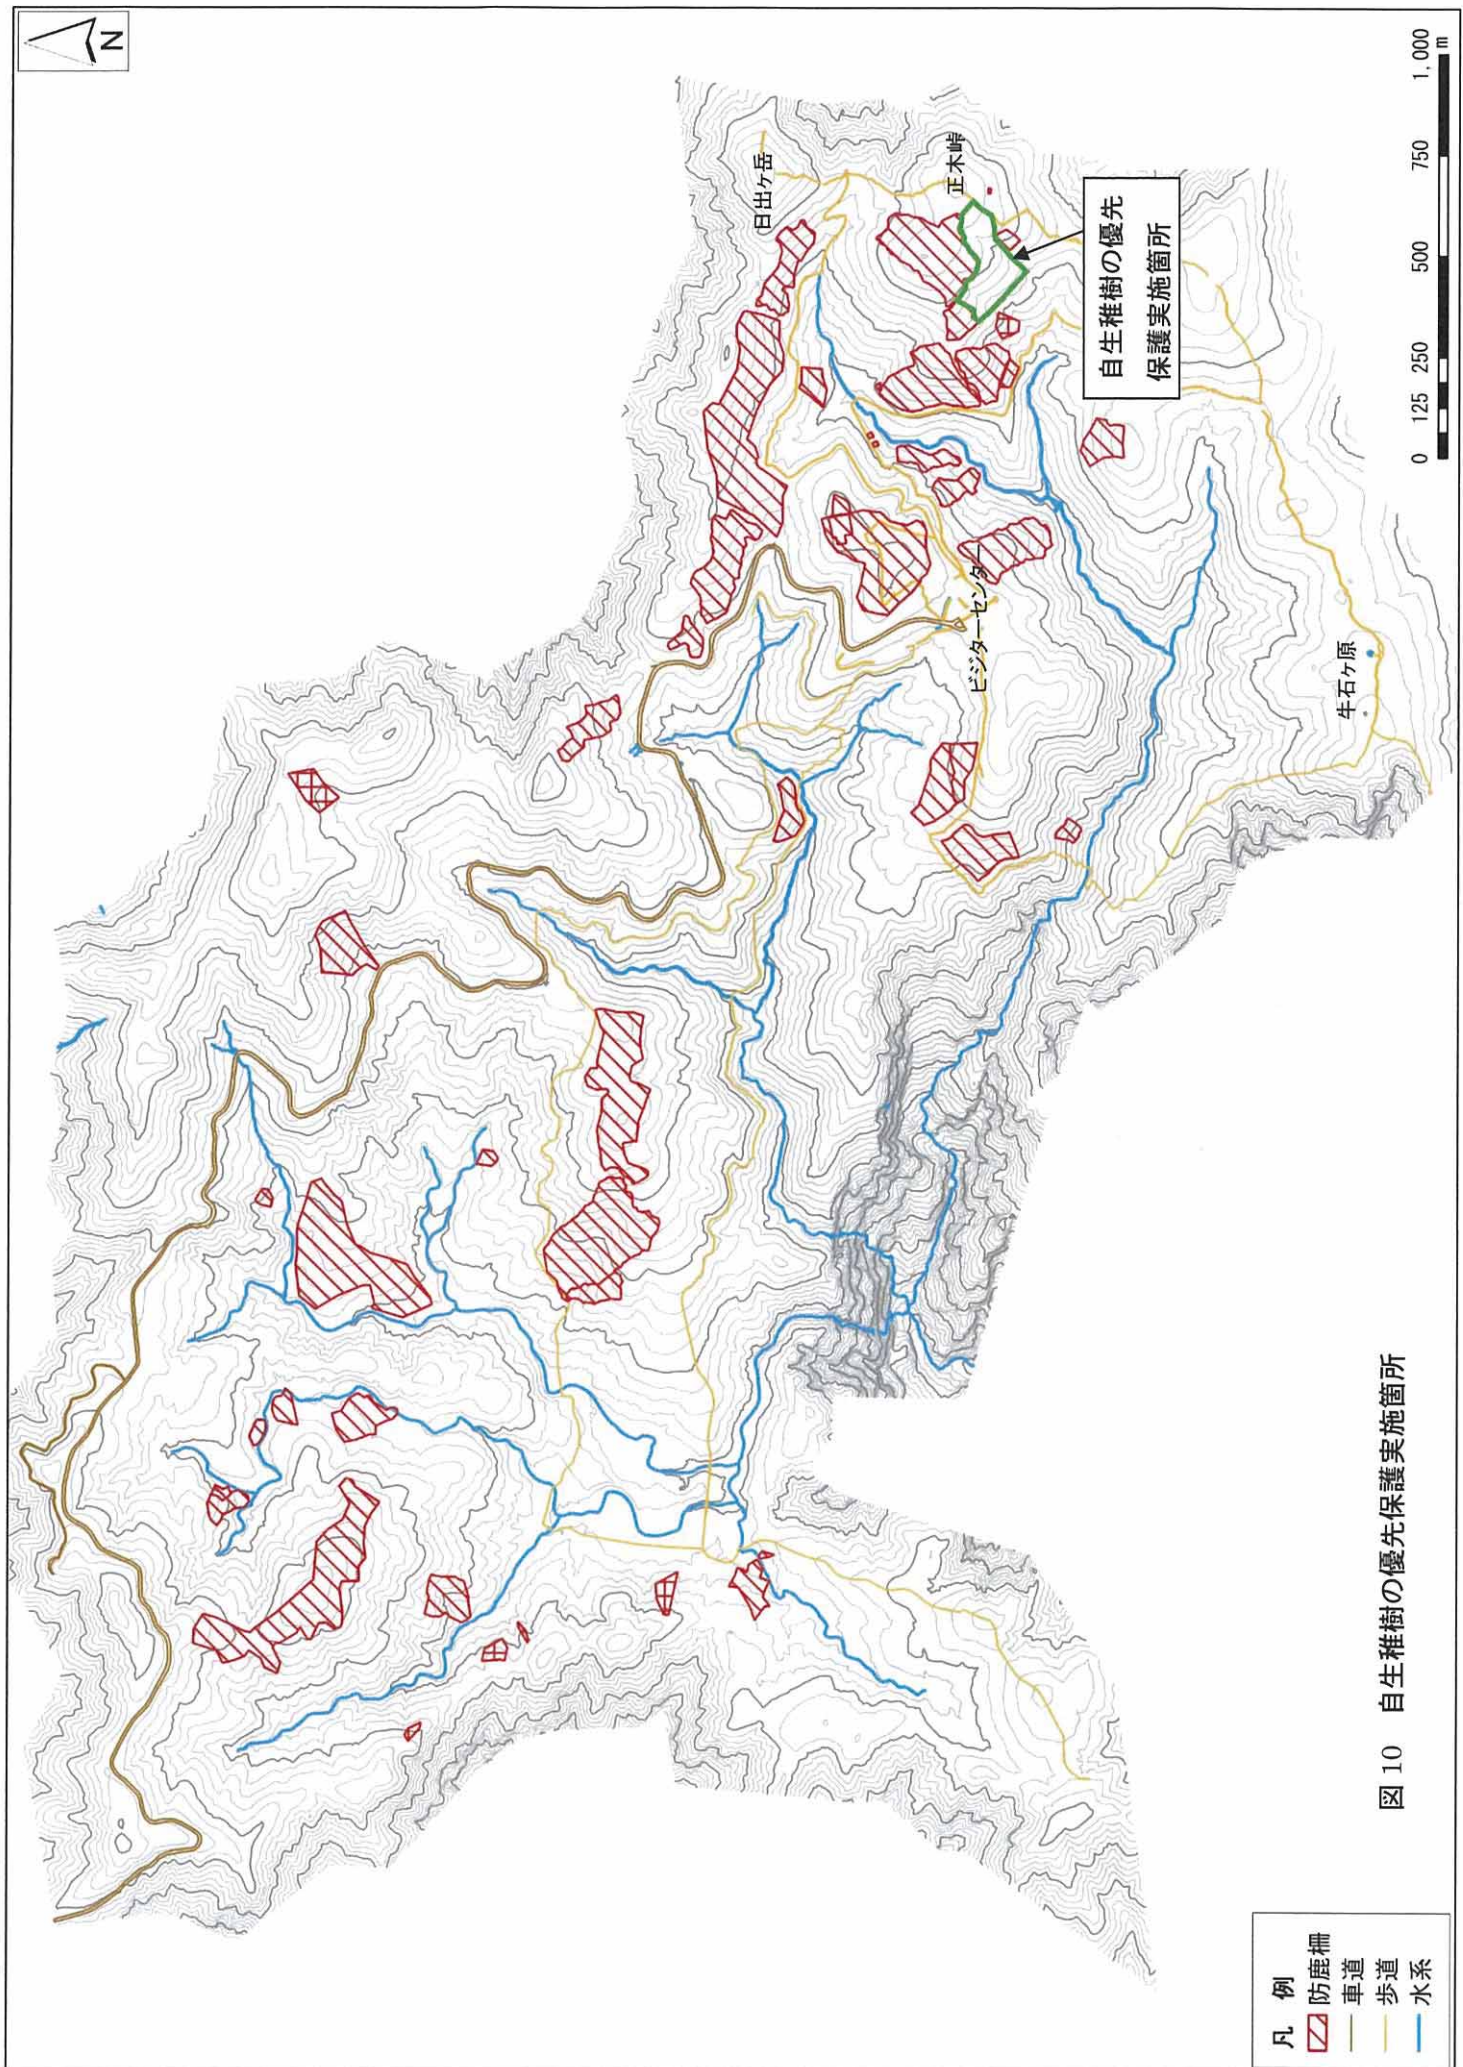 N
日出ヶ岳
正木峠
自生稚樹の優先
保護実施箇所
ビジターセンター
牛石ヶ原
0 125 250 500 750 1,000
m
図 10 自生稚樹の優先保護実施箇所
凡 例
防鹿柵
車道
歩道
水系